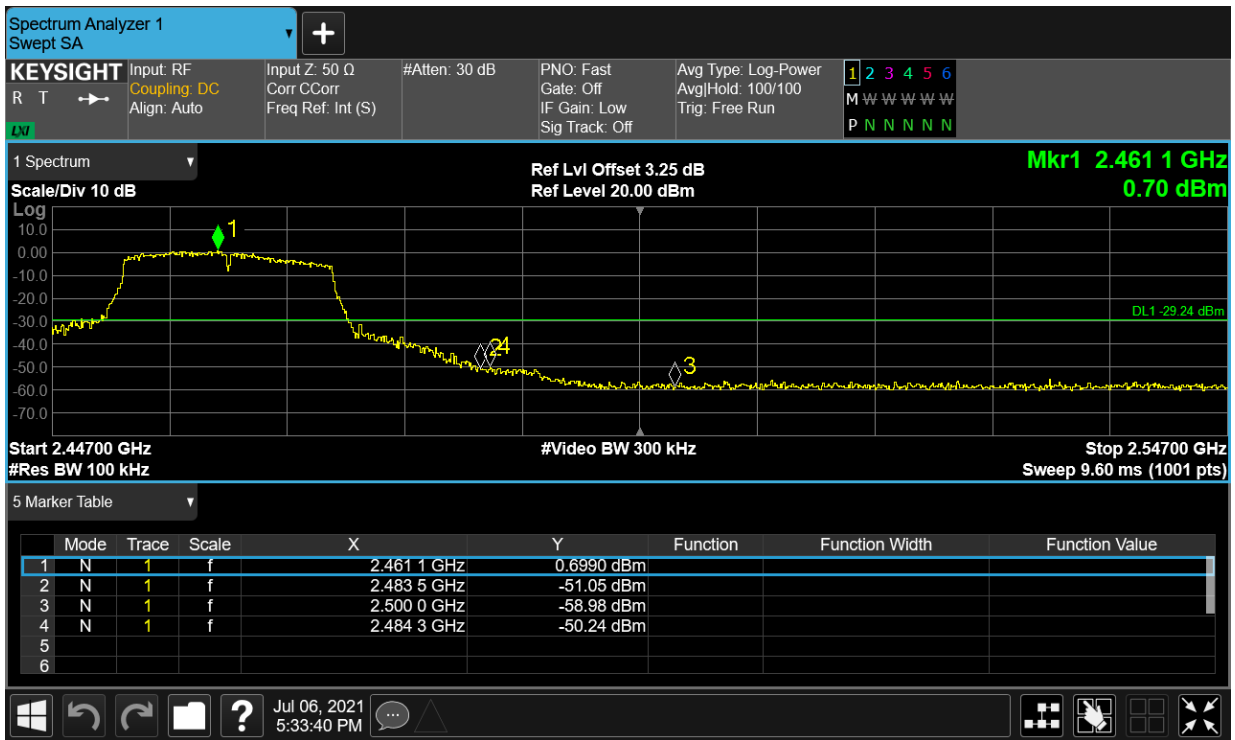 Spectrum Analyzer 1
Swept SA
+
KEYSIGHT Input: RF Input Z: 50 Ω #Atten: 30 dB PNO: Fast Avg Type: Log-Power 1 2 3 4 5 6
R T Coupling: DC Corr CCorr Gate: Off Avg|Hold: 100/100 M W W W W W
Align: Auto Freq Ref: Int (S) IF Gain: Low Trig: Free Run P N N N N N
LXI Sig Track: Off
1 Spectrum Ref Lvl Offset 3.25 dB Mkr1 2.461 1 GHz
Scale/Div 10 dB Ref Level 20.00 dBm 0.70 dBm
Log
10.0 1
0.00
-10.0
-20.0
-30.0 DL1 -29.24 dBm
-40.0 2 4
-50.0 3
-60.0
-70.0
Start 2.44700 GHz #Video BW 300 kHz Stop 2.54700 GHz
#Res BW 100 kHz Sweep 9.60 ms (1001 pts)
5 Marker Table
Mode Trace Scale X Y Function Function Width Function Value
1 N 1 f 2.461 1 GHz 0.6990 dBm
2 N 1 f 2.483 5 GHz -51.05 dBm
3 N 1 f 2.500 0 GHz -58.98 dBm
4 N 1 f 2.484 3 GHz -50.24 dBm
5
6
? Jul 06, 2021
5:33:40 PM